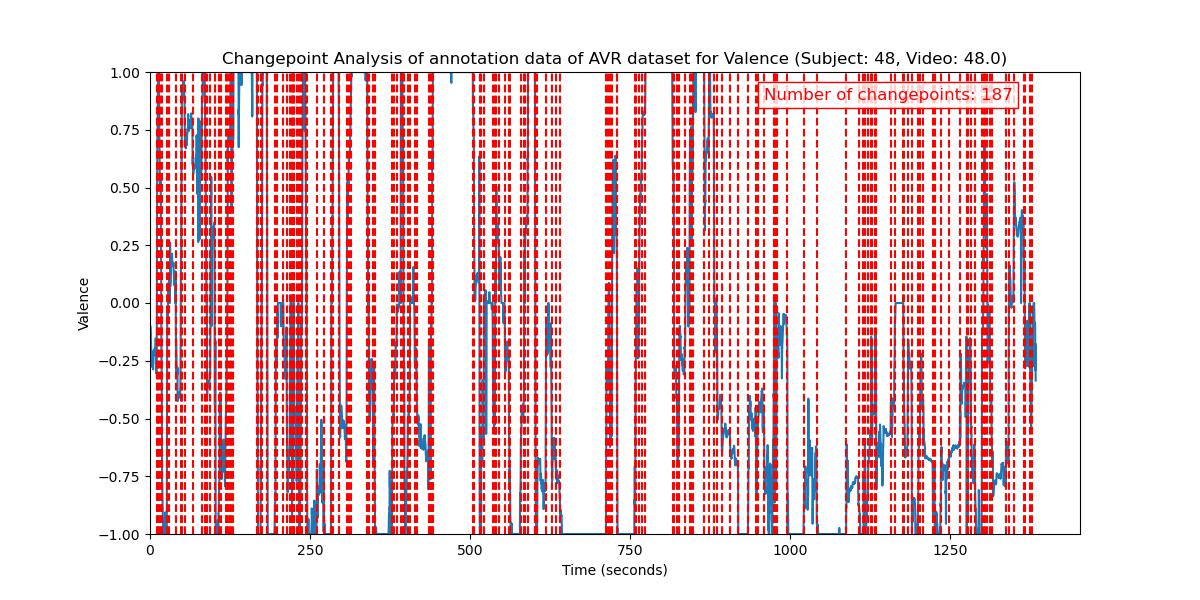 Changepoint Analysis of annotation data of AVR dataset for Valence (Subject: 48, Video: 48.0)
Number of changepoints: 187
1.00
0.75
0.50
0.25
0.00
−0.25
−0.50
−0.75
−1.00
Valence
0 250 500 750 1000 1250
Time (seconds)